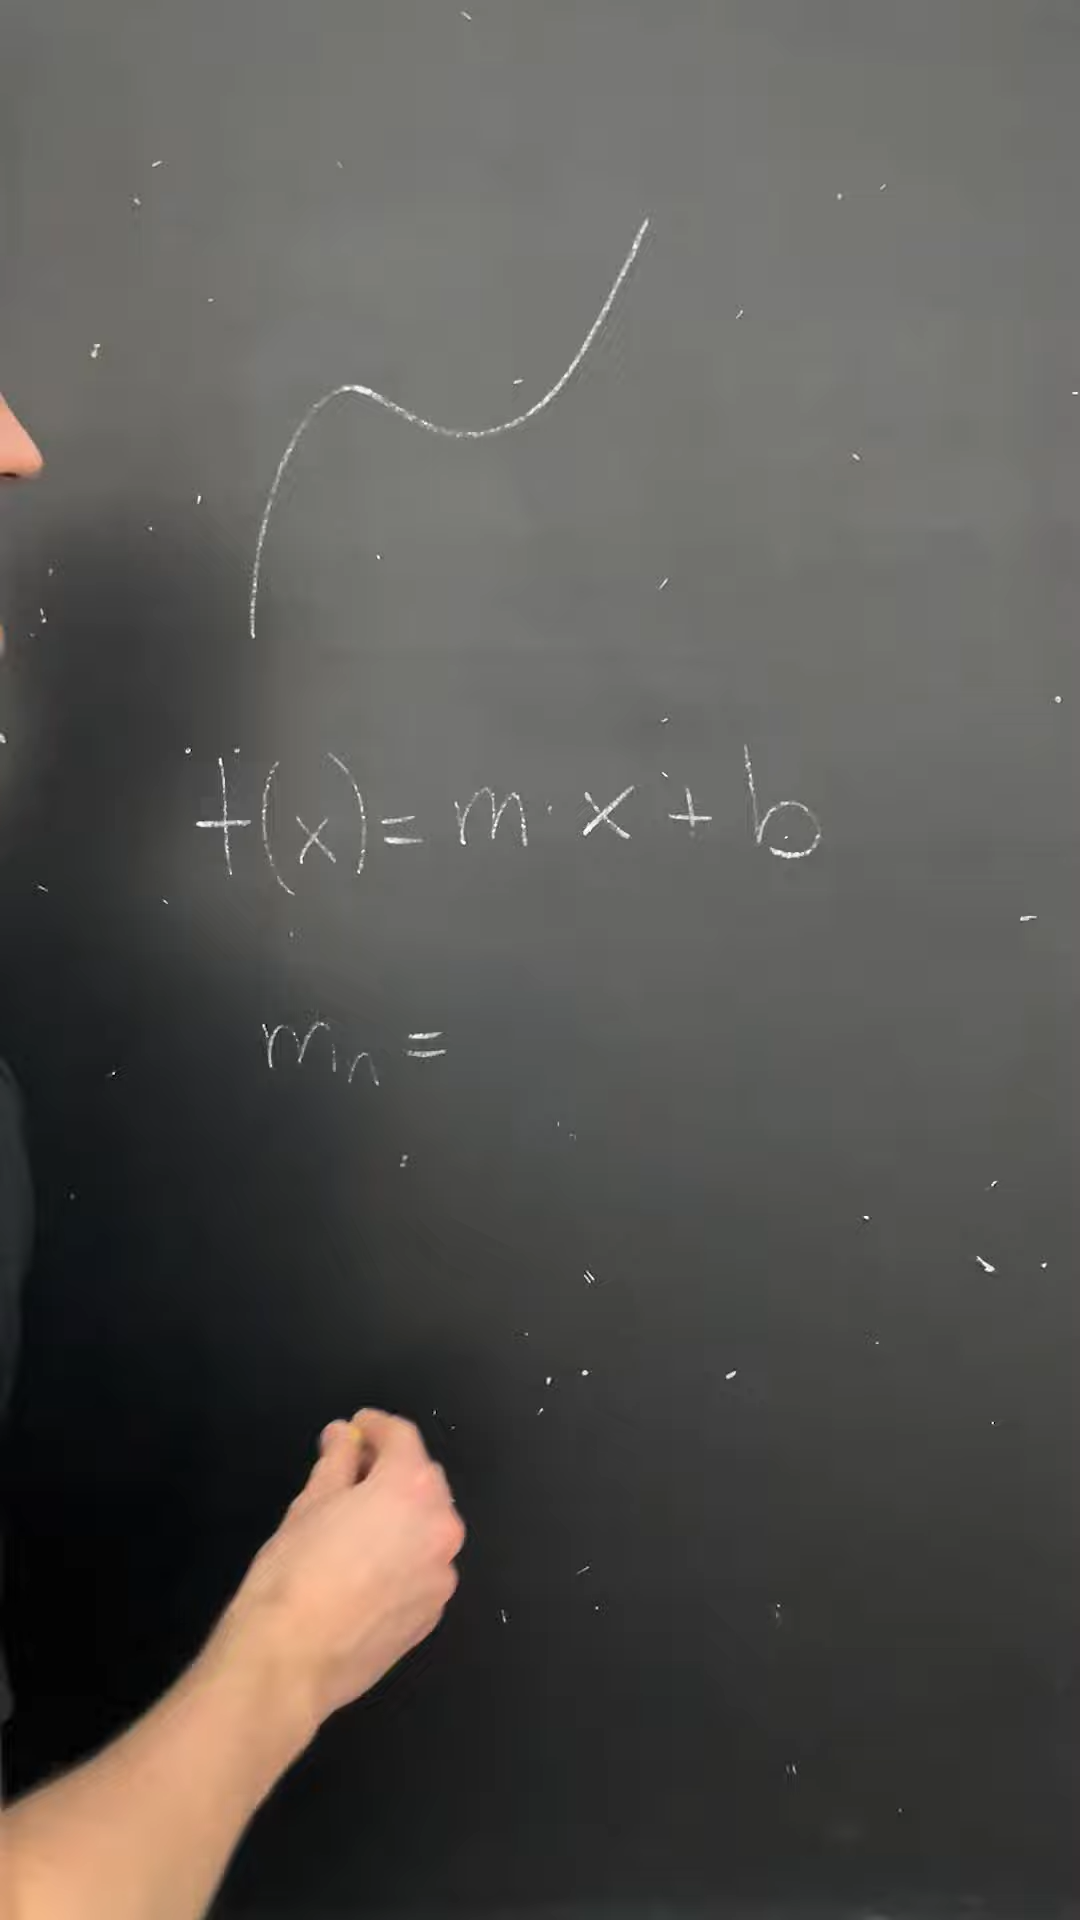 t(x) = m · x + b
mₙ =